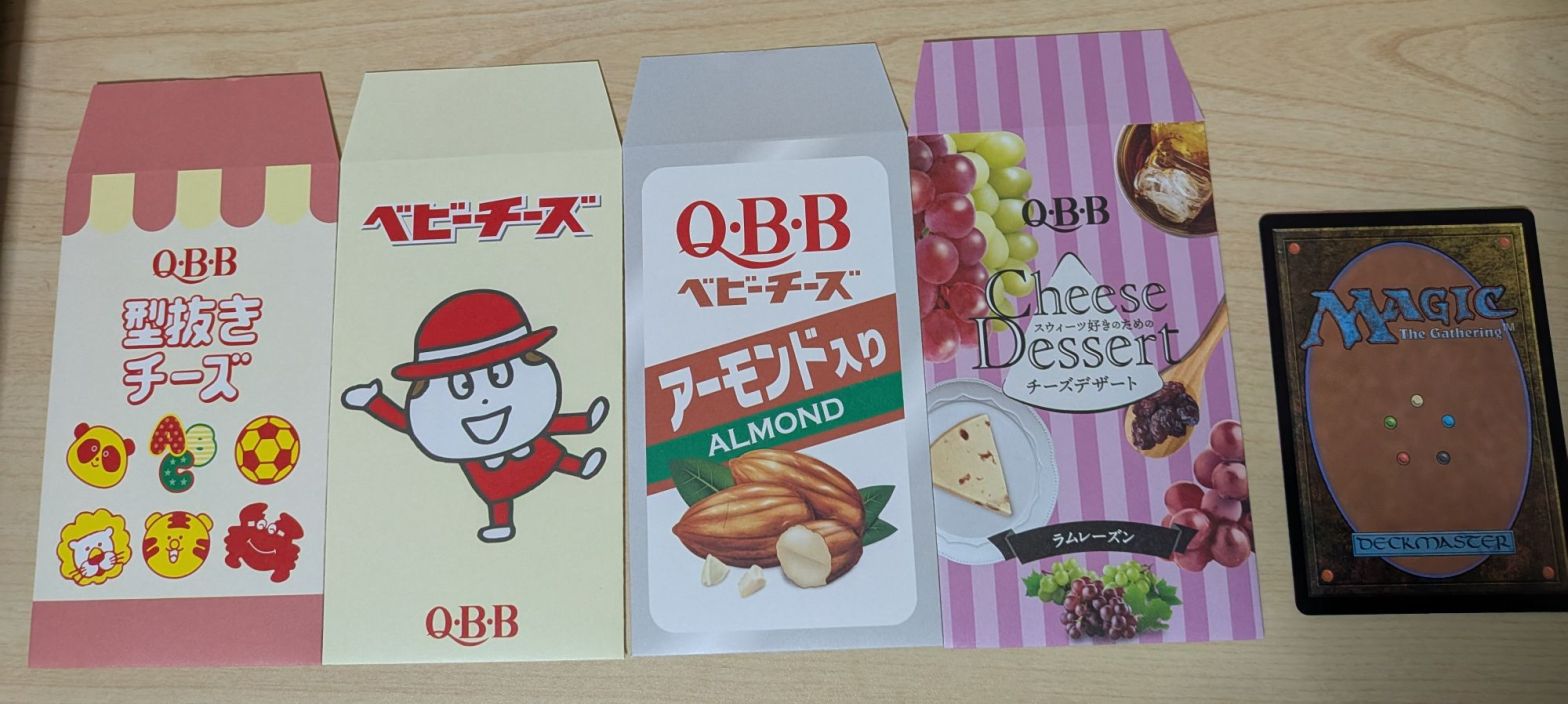 Q・B・B
型抜き
チーズ
A B C
ベビーチーズ
Q・B・B
Q・B・B
ベビーチーズ
アーモンド入り
ALMOND
Q・B・B
Cheese
スウィーツ好きのための
Dessert
チーズデザート
ラムレーズン
MAGIC
The Gathering™
DECKMASTER